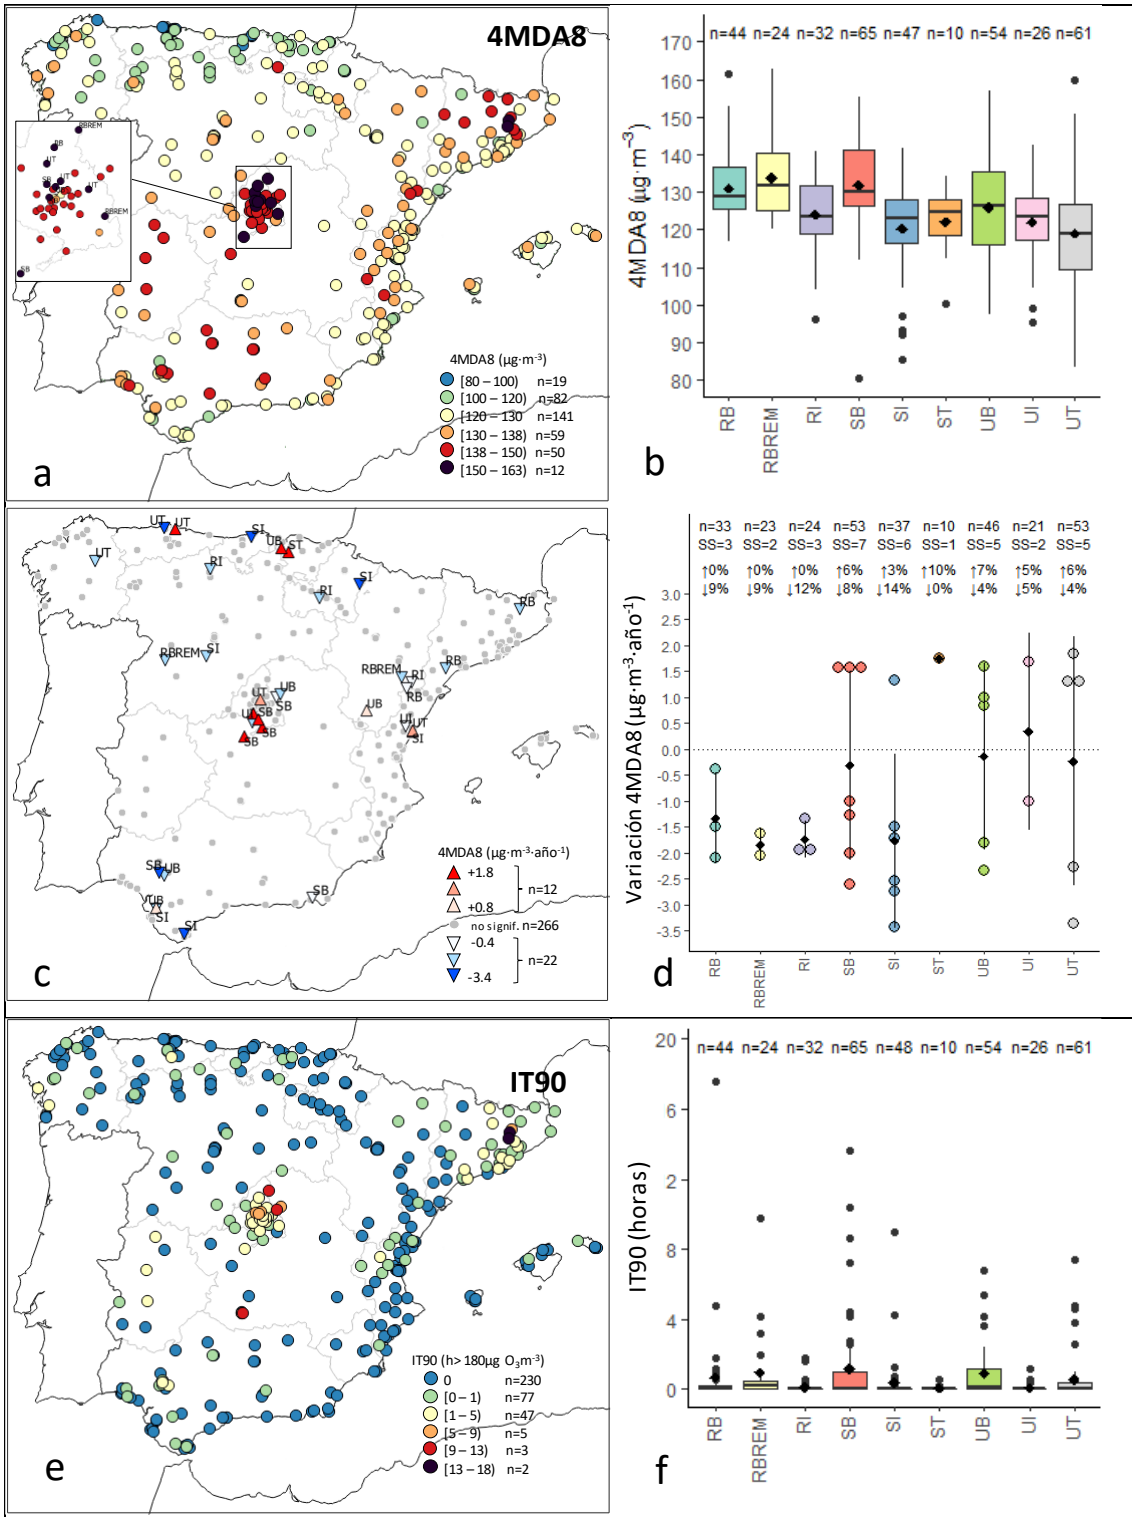 4MDA8
RBREM
RB
UT
SB
UT
UT
RBREM
SB
4MDA8 (µg·m⁻³)
[80 – 100) n=19
[100 – 120) n=82
[120 – 130) n=141
[130 – 138) n=59
[138 – 150) n=50
[150 – 163) n=12
a
n=44 n=24 n=32 n=65 n=47 n=10 n=54 n=26 n=61
4MDA8 (µg·m⁻³)
170
160
150
140
130
120
110
100
90
80
RB RBREM RI SB SI ST UB UI UT
b
UT UT
SI
UB ST
UT
RI
SI
RI
RB
RBREM SI
RBREM RI RB
RB
UT UB
SB
UB
SB
SB
SB
UI UT
SI
SB UB
UB
SI
SI
SB
4MDA8 (µg·m⁻³·año⁻¹)
+1.8
n=12
+0.8
no signif. n=266
-0.4
n=22
-3.4
c
n=33 n=23 n=24 n=53 n=37 n=10 n=46 n=21 n=53
SS=3 SS=2 SS=3 SS=7 SS=6 SS=1 SS=5 SS=2 SS=5
↑0% ↑0% ↑0% ↑6% ↑3% ↑10% ↑7% ↑5% ↑6%
↓9% ↓9% ↓12% ↓8% ↓14% ↓0% ↓4% ↓5% ↓4%
Variación 4MDA8 (µg·m⁻³·año⁻¹)
3.0
2.5
2.0
1.5
1.0
0.5
0.0
-0.5
-1.0
-1.5
-2.0
-2.5
-3.0
-3.5
RB RBREM RI SB SI ST UB UI UT
d
IT90
IT90 (h> 180µg O₃m⁻³)
0 n=230
[0 – 1) n=77
[1 – 5) n=47
[5 – 9) n=5
[9 – 13) n=3
[13 – 18) n=2
e
n=44 n=24 n=32 n=65 n=48 n=10 n=54 n=26 n=61
IT90 (horas)
20
6
2
8
4
0
RB RBREM RI SB SI ST UB UI UT
f